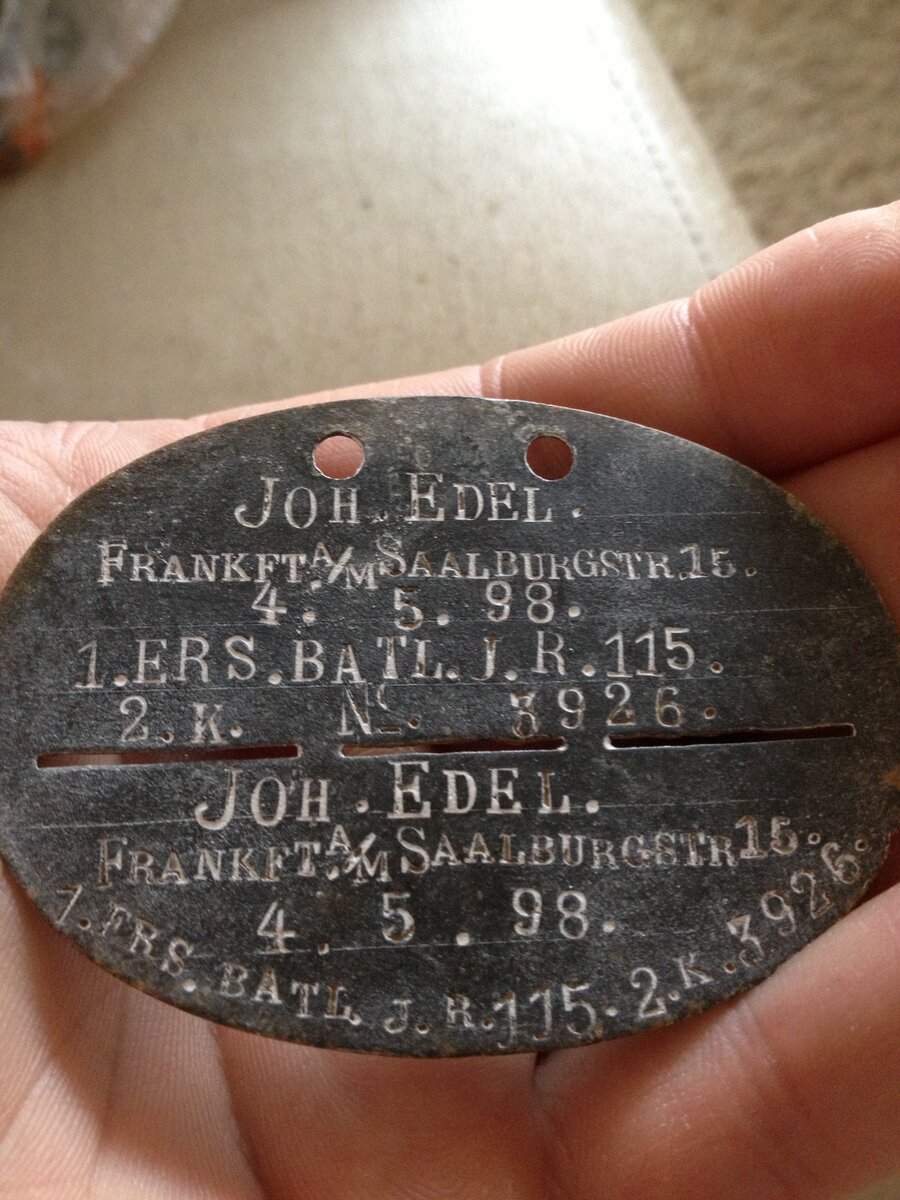 JOH. EDEL.
FRANKFT. A/M SAALBURGSTR. 15.
4. 5. 98.
1. ERS. BATL. J. R. 115.
2. K. No. 3926.
JOH. EDEL.
FRANKFT. A/M SAALBURGSTR 15.
4. 5. 98.
1. ERS. BATL. J. R. 115. 2. K. 3926.